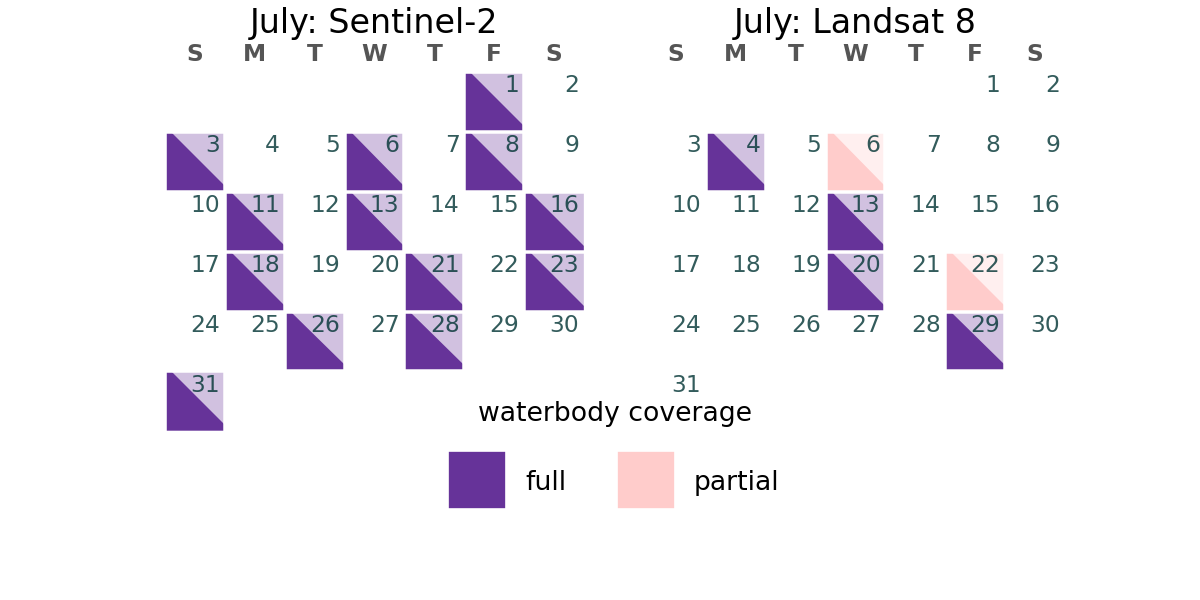 July: Sentinel-2
S M T W T F S
1 2
3 4 5 6 7 8 9
10 11 12 13 14 15 16
17 18 19 20 21 22 23
24 25 26 27 28 29 30
31
July: Landsat 8
S M T W T F S
1 2
3 4 5 6 7 8 9
10 11 12 13 14 15 16
17 18 19 20 21 22 23
24 25 26 27 28 29 30
31
waterbody coverage
full partial